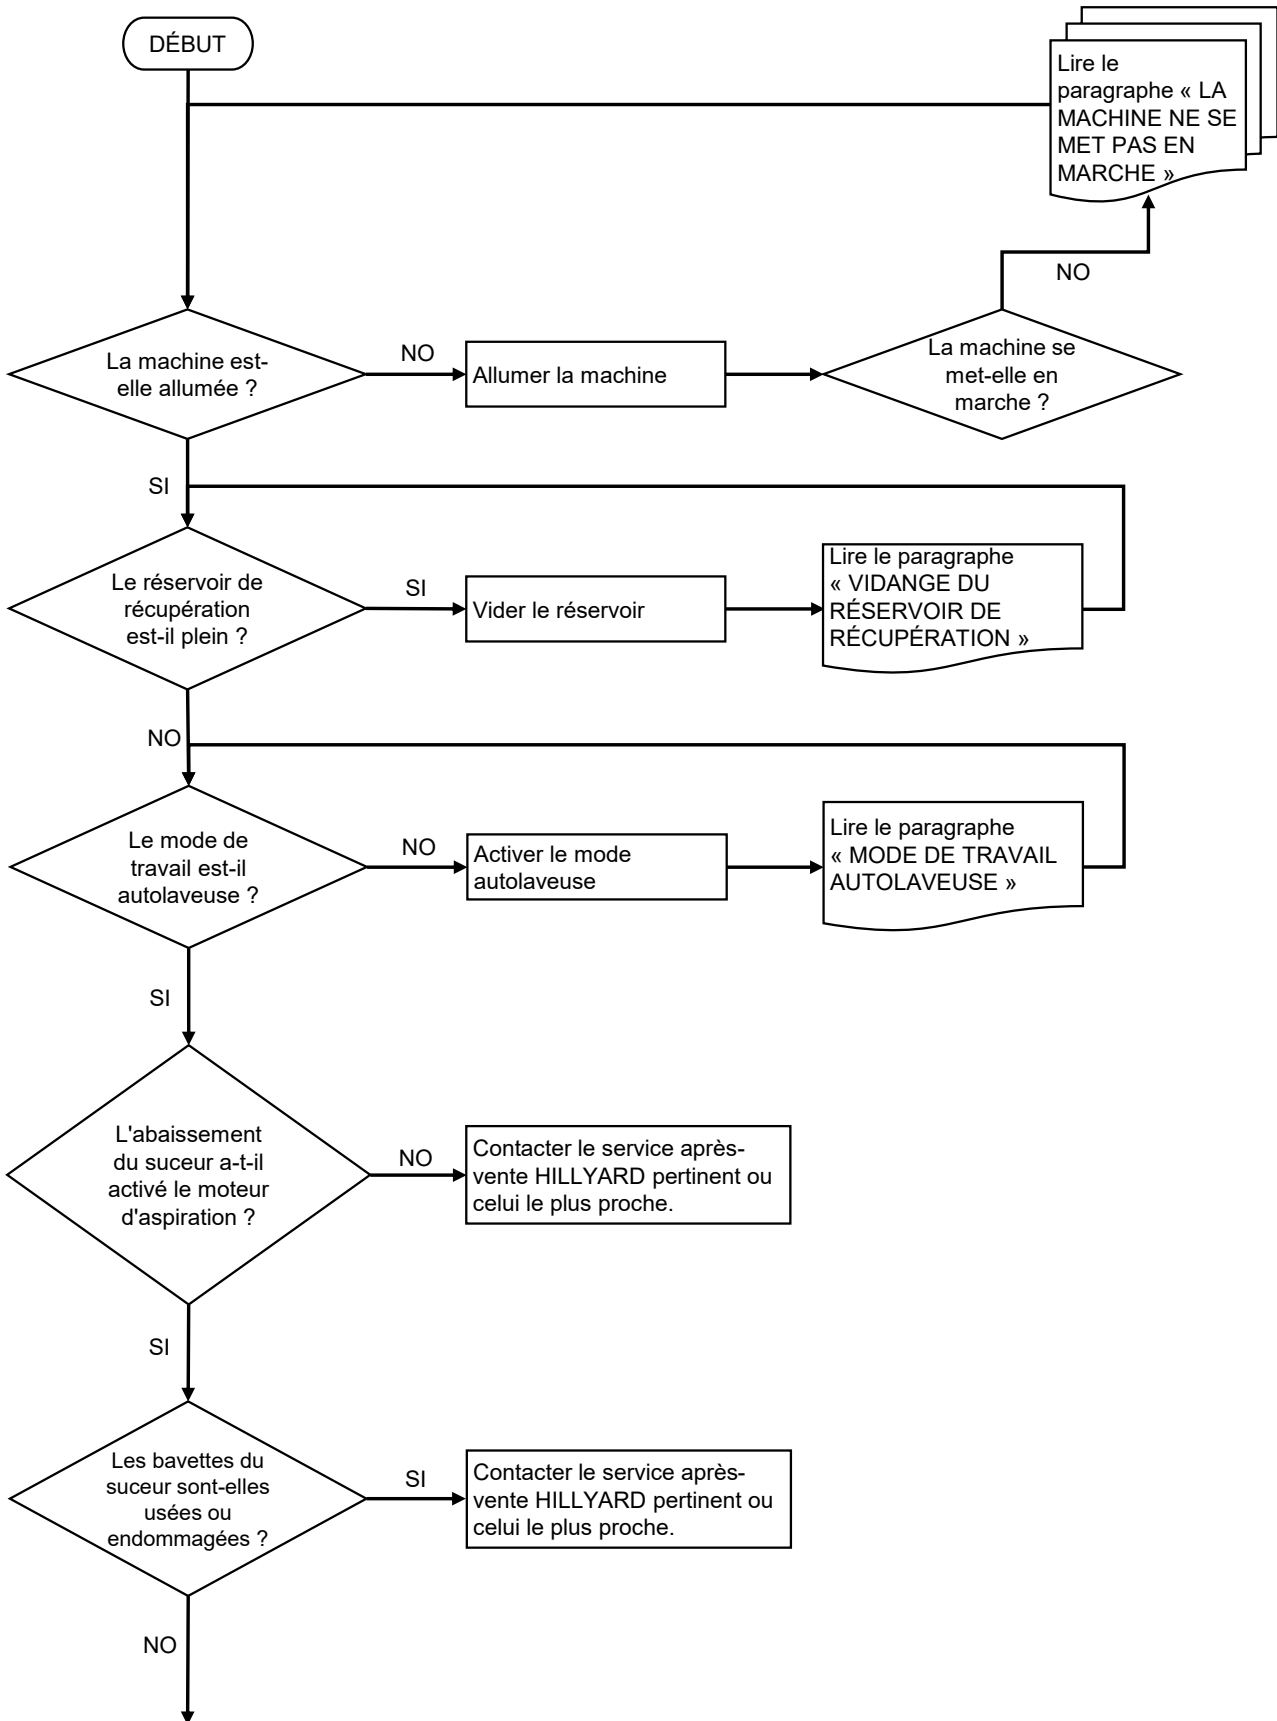 DÉBUT
Lire le
paragraphe « LA
MACHINE NE SE
MET PAS EN
MARCHE »
NO
La machine est-
elle allumée ?
NO
Allumer la machine
La machine se
met-elle en
marche ?
SI
Le réservoir de
récupération
est-il plein ?
SI
Vider le réservoir
Lire le paragraphe
« VIDANGE DU
RÉSERVOIR DE
RÉCUPÉRATION »
NO
Le mode de
travail est-il
autolaveuse ?
NO
Activer le mode
autolaveuse
Lire le paragraphe
« MODE DE TRAVAIL
AUTOLAVEUSE »
SI
L'abaissement
du suceur a-t-il
activé le moteur
d'aspiration ?
NO
Contacter le service après-
vente HILLYARD pertinent ou
celui le plus proche.
SI
Les bavettes du
suceur sont-elles
usées ou
endommagées ?
SI
Contacter le service après-
vente HILLYARD pertinent ou
celui le plus proche.
NO